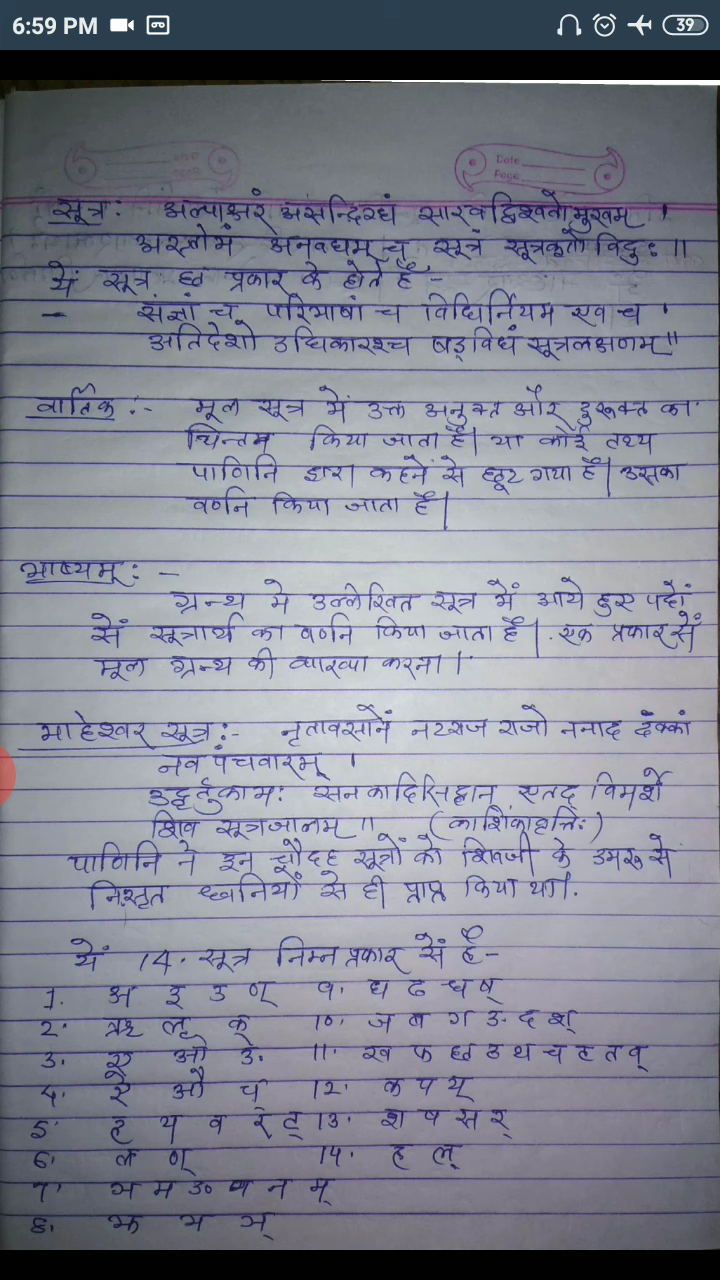 6:59 PM 39
Date
Page
सूत्र: अल्पाक्षरं असन्दिग्धं सारवद्विश्वतोमुखम् ।
अस्तोभं अनवधम् च सूत्रं सूत्रकृतो विदुः ॥
ये सूत्र छः प्रकार के होते हैं -
- संज्ञां च परिभाषां च विधिर्नियम एव च ।
अतिदेशो ऽधिकारश्च षड्विधं सूत्रलक्षणम् ॥
वार्तिक :- मूल सूत्र में उक्त अनुक्त और दुरूक्त का
चिन्तन किया जाता है। या कोई तथ्य
पाणिनि द्वारा कहनें से छूट गया है। उसका
वर्णन किया जाता है।
भाष्यम् : -
ग्रन्थ मे उल्लेखित सूत्र में आये हुए पदों
सें सूत्रार्थ का वर्णन किया जाता है। एक प्रकार सें
मूल ग्रन्थ की व्याख्या करना ।
माहेश्वर सूत्र :- नृतावसानें नटराज राजो ननाद ढंक्कां
नव पंचवारम् ।
उद्धर्तुकामः सनकादिसिद्धान् एतद् विमर्शे
शिव सूत्रजालम् ॥ (काशिकावृत्तिः)
पाणिनि ने इन चौदह सूत्रों को शिवजी के डमरू से
निःसृत ध्वनियों से ही प्राप्त किया था।
यें 14. सूत्र निम्न प्रकार सें हैं -
1. अ इ उ ण् ९. घ ढ ध ष्
2. ऋ लृ क् 10. ज ब ग ड द श्
3. ए ओ ङ. 11. ख फ छ ठ थ च ट त व्
4. ऐ औ च 12. क प य्
5. ह य व र् ट् 13. श ष स र्
6. ल ण् 14. ह ल्
7. ञ म ङ ण न म्
8. झ भ ञ्